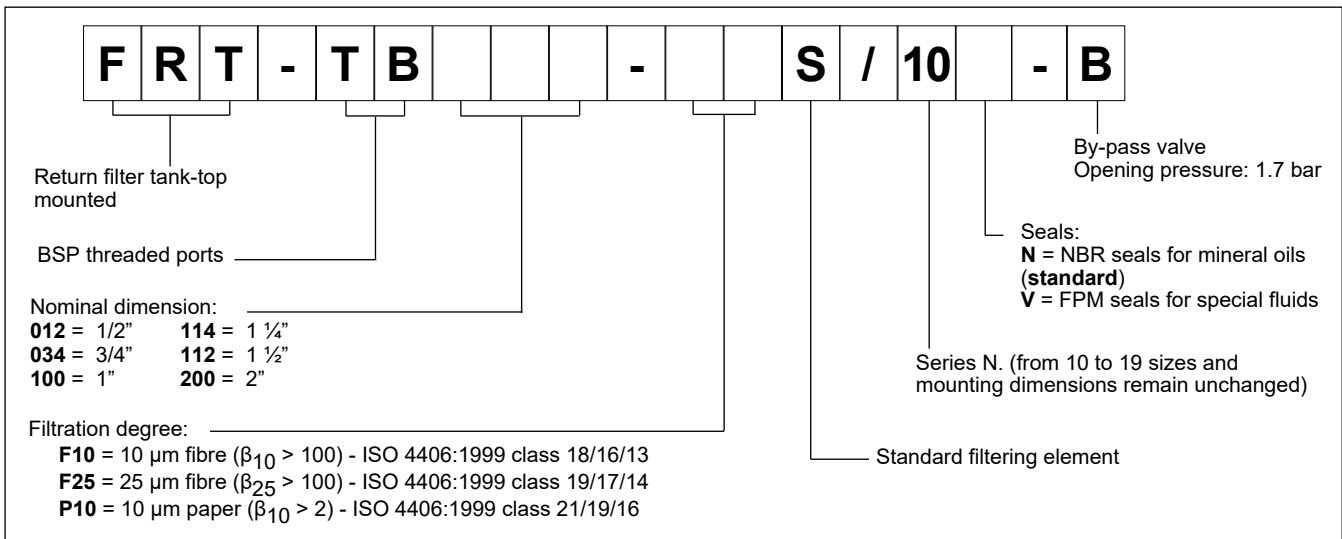 F R T - T B - S / 10 - B
By-pass valve
Opening pressure: 1.7 bar
Return filter tank-top
mounted
Seals:
N = NBR seals for mineral oils
(standard)
V = FPM seals for special fluids
BSP threaded ports
Nominal dimension:
012 = 1/2” 114 = 1 ¼”
034 = 3/4” 112 = 1 ½”
100 = 1” 200 = 2”
Series N. (from 10 to 19 sizes and
mounting dimensions remain unchanged)
Filtration degree:
F10 = 10 µm fibre (β10 > 100) - ISO 4406:1999 class 18/16/13
F25 = 25 µm fibre (β25 > 100) - ISO 4406:1999 class 19/17/14
P10 = 10 µm paper (β10 > 2) - ISO 4406:1999 class 21/19/16
Standard filtering element